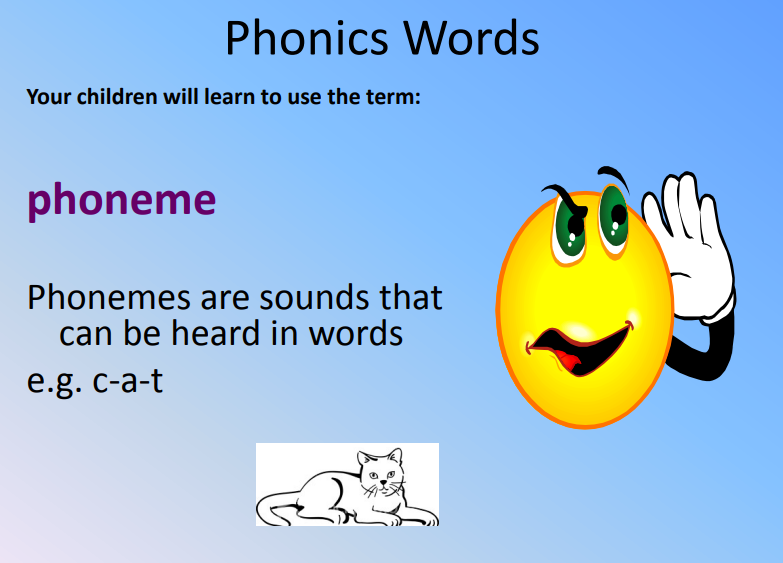 Phonics Words
Your children will learn to use the term:
phoneme
Phonemes are sounds that
can be heard in words
e.g. c-a-t